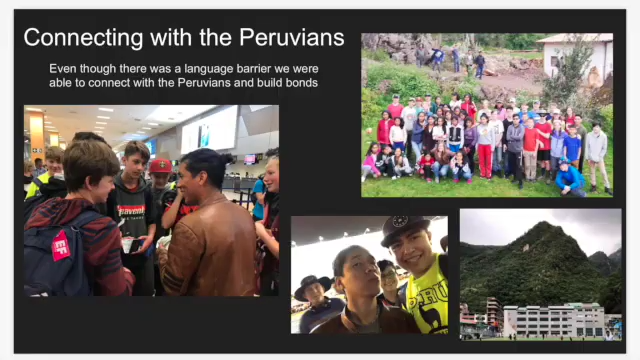 Connecting with the Peruvians
Even though there was a language barrier we were
able to connect with the Peruvians and build bonds
EF